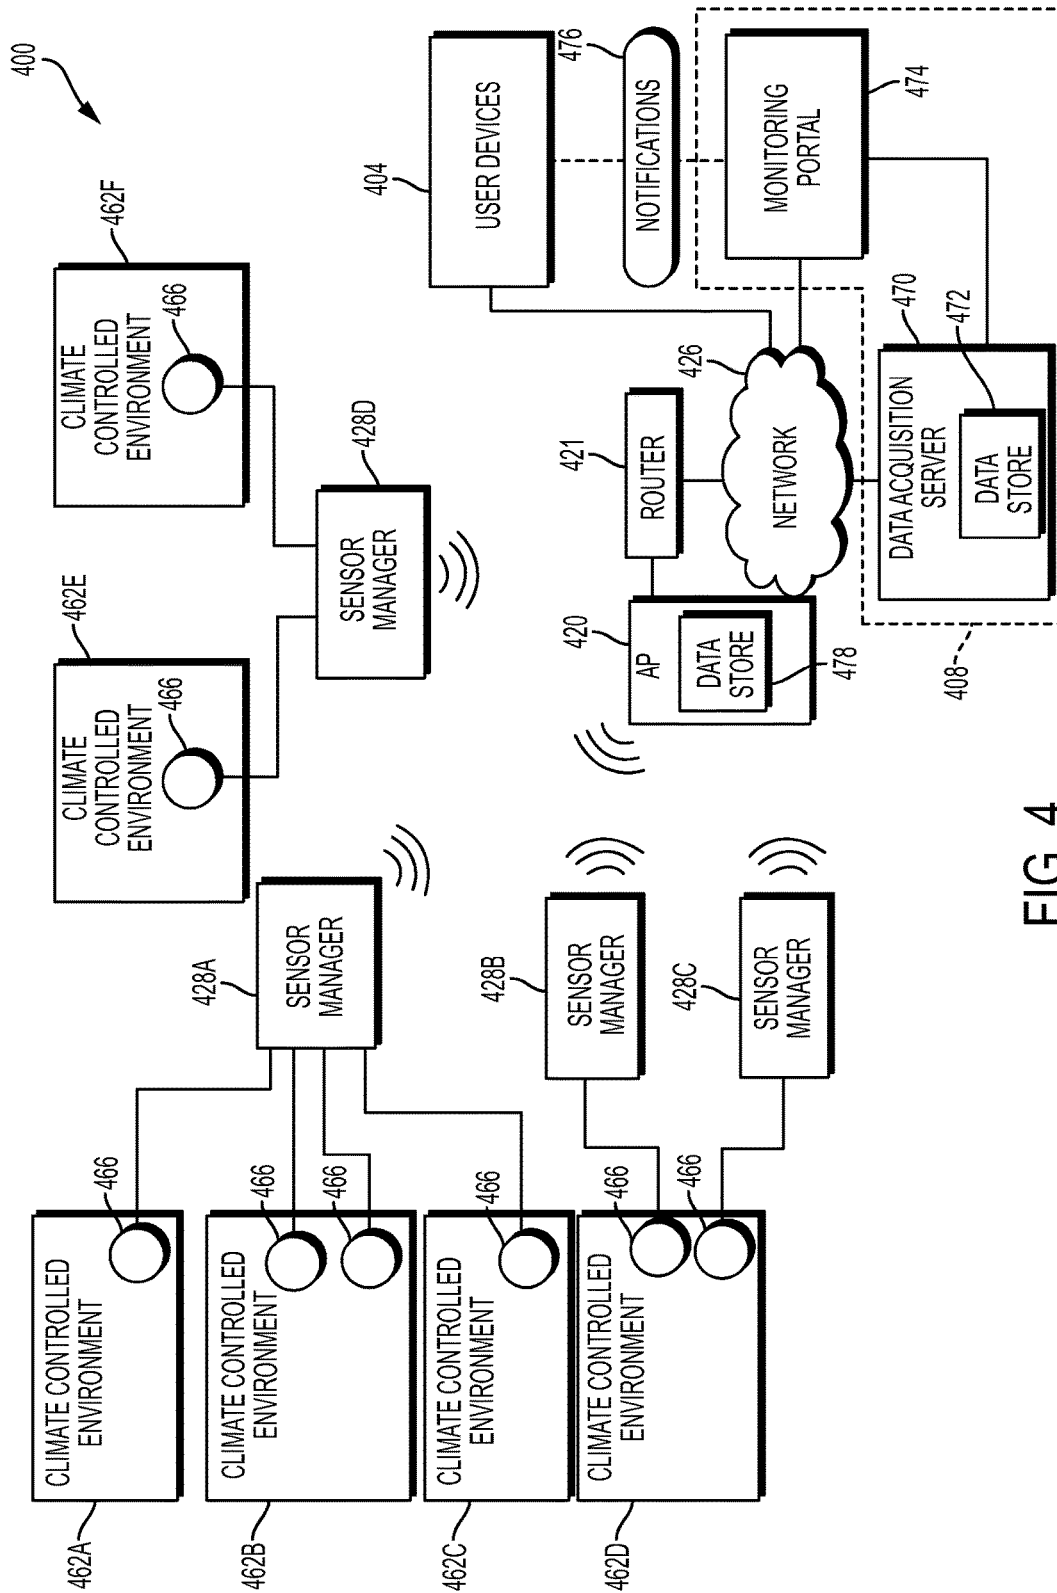 400
462A
CLIMATE CONTROLLED
ENVIRONMENT
466
462B
CLIMATE CONTROLLED
ENVIRONMENT
466
466
462C
CLIMATE CONTROLLED
ENVIRONMENT
466
462D
CLIMATE CONTROLLED
ENVIRONMENT
466
466
428A
SENSOR
MANAGER
428B
SENSOR
MANAGER
428C
SENSOR
MANAGER
462E
CLIMATE
CONTROLLED
ENVIRONMENT
466
462F
CLIMATE
CONTROLLED
ENVIRONMENT
466
428D
SENSOR
MANAGER
420
AP
DATA
STORE
478
421
ROUTER
426
NETWORK
404
USER DEVICES
476
NOTIFICATIONS
MONITORING
PORTAL
474
470
DATA ACQUISITION
SERVER
472
DATA
STORE
408
FIG. 4